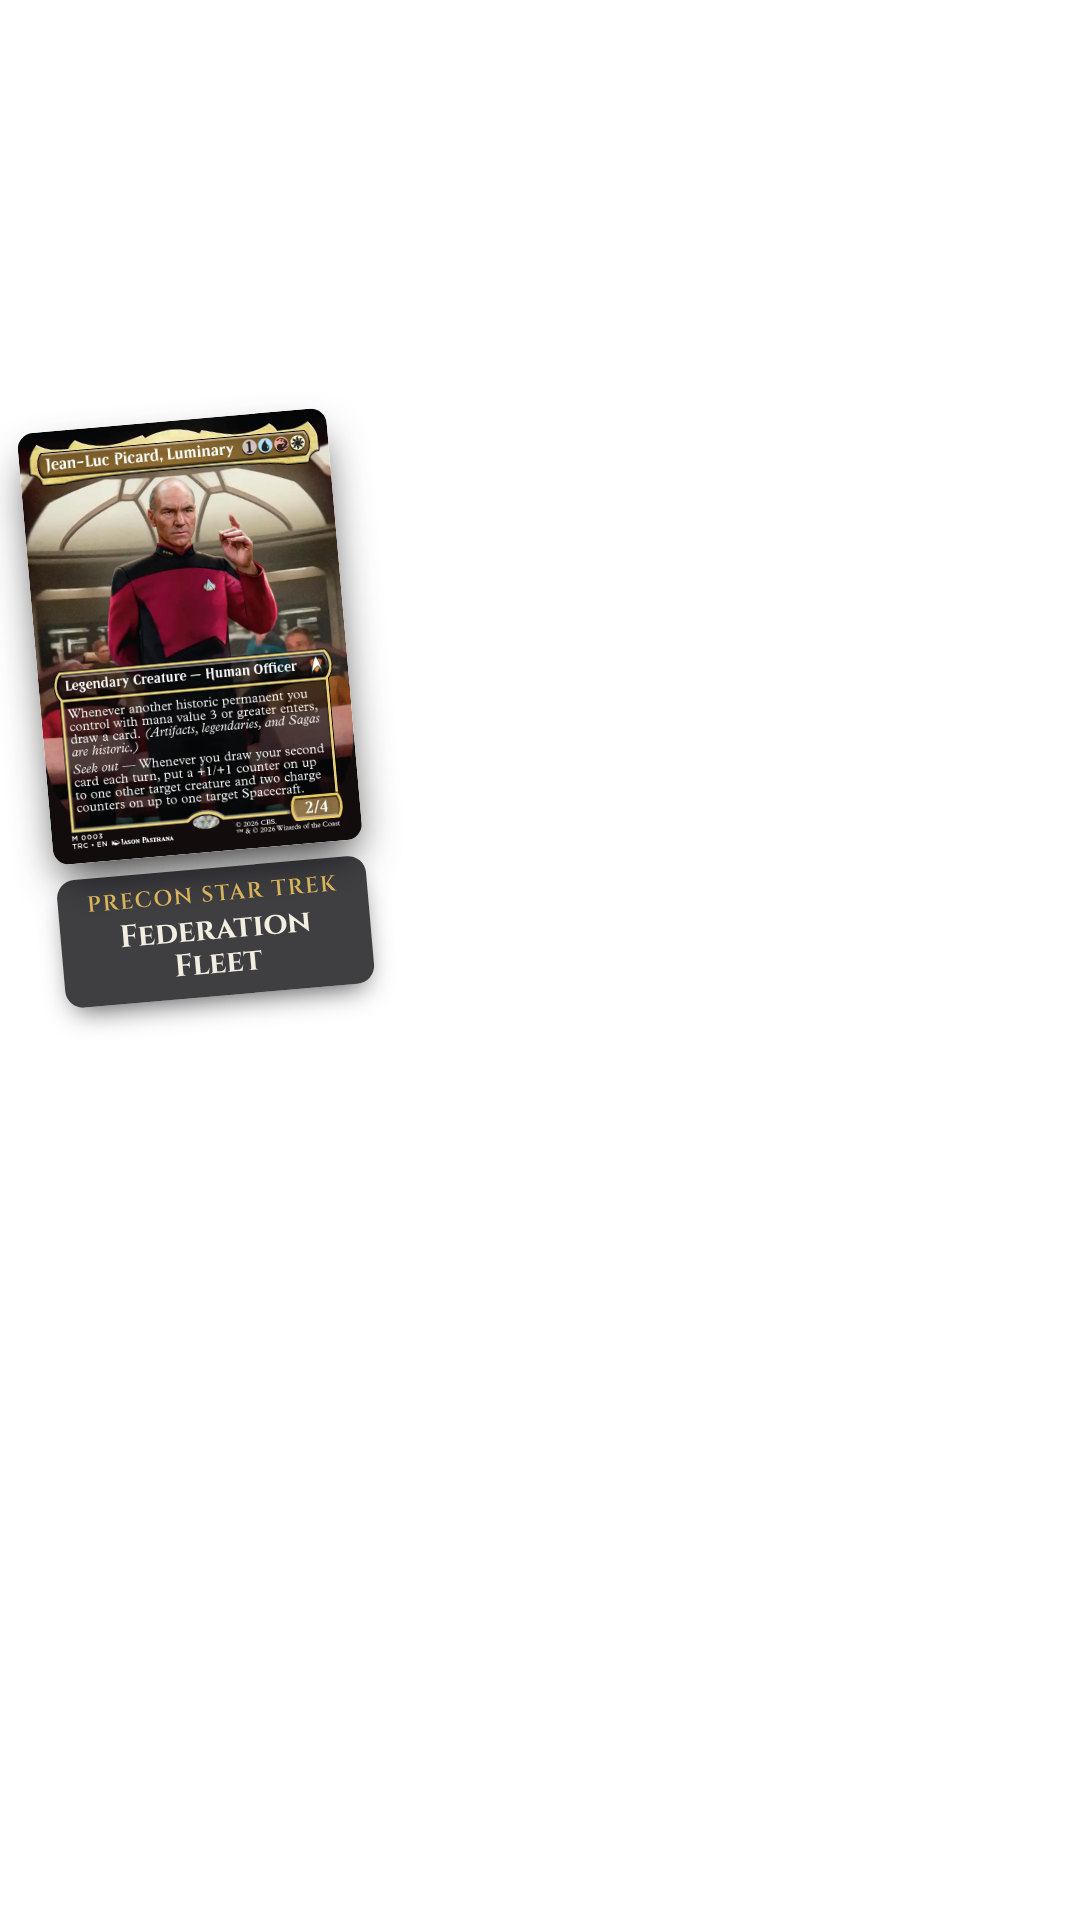 Jean-Luc Picard, Luminary 1
Legendary Creature — Human Officer
Whenever another historic permanent you
control with mana value 3 or greater enters,
draw a card. (Artifacts, legendaries, and Sagas
are historic.)
Seek out — Whenever you draw your second
card each turn, put a +1/+1 counter on up
to one other target creature and two charge
counters on up to one target Spacecraft.
2/4
M 0003
TRC • EN Jason Pastrana
© 2026 CBS.
™ & © 2026 Wizards of the Coast
PRECON STAR TREK
Federation
Fleet